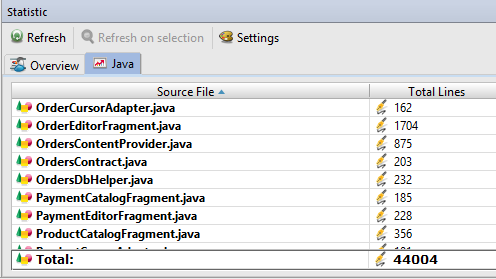 Statistic
Refresh Refresh on selection Settings
Overview Java
Source File Total Lines
OrderCursorAdapter.java 162
OrderEditorFragment.java 1704
OrdersContentProvider.java 875
OrdersContract.java 203
OrdersDbHelper.java 232
PaymentCatalogFragment.java 185
PaymentEditorFragment.java 228
ProductCatalogFragment.java 356
Total: 44004